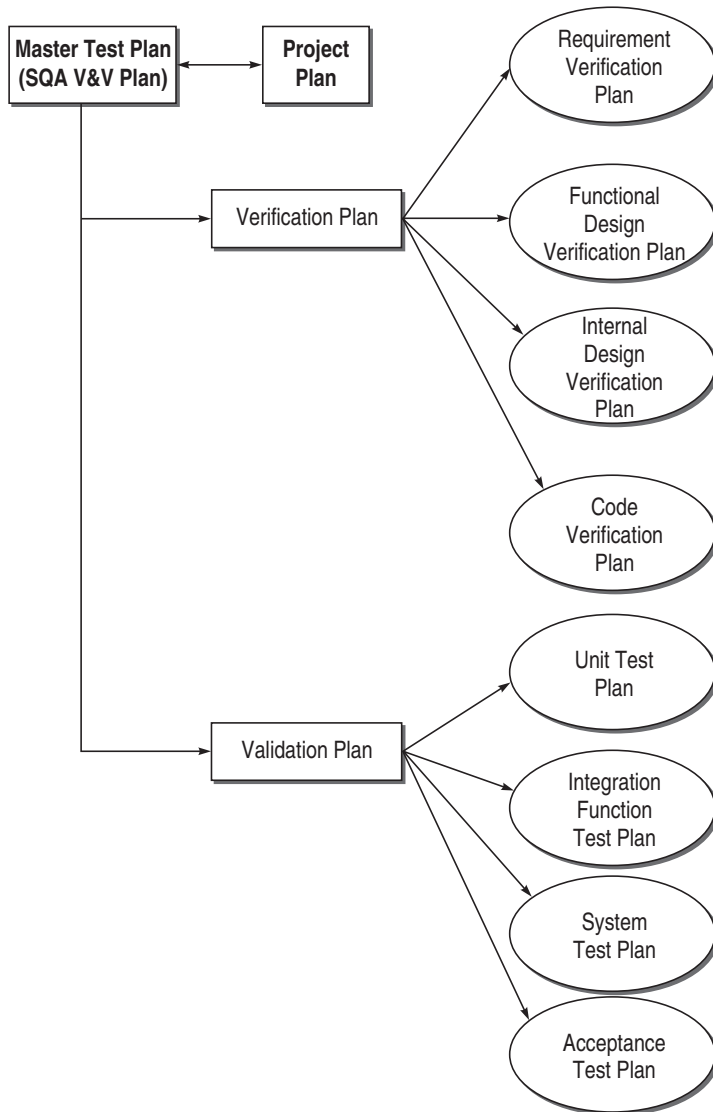 Master Test Plan
(SQA V&V Plan)
Project
Plan
Requirement
Verification
Plan
Verification Plan
Functional
Design
Verification Plan
Internal
Design
Verification
Plan
Code
Verification
Plan
Unit Test
Plan
Validation Plan
Integration
Function
Test Plan
System
Test Plan
Acceptance
Test Plan